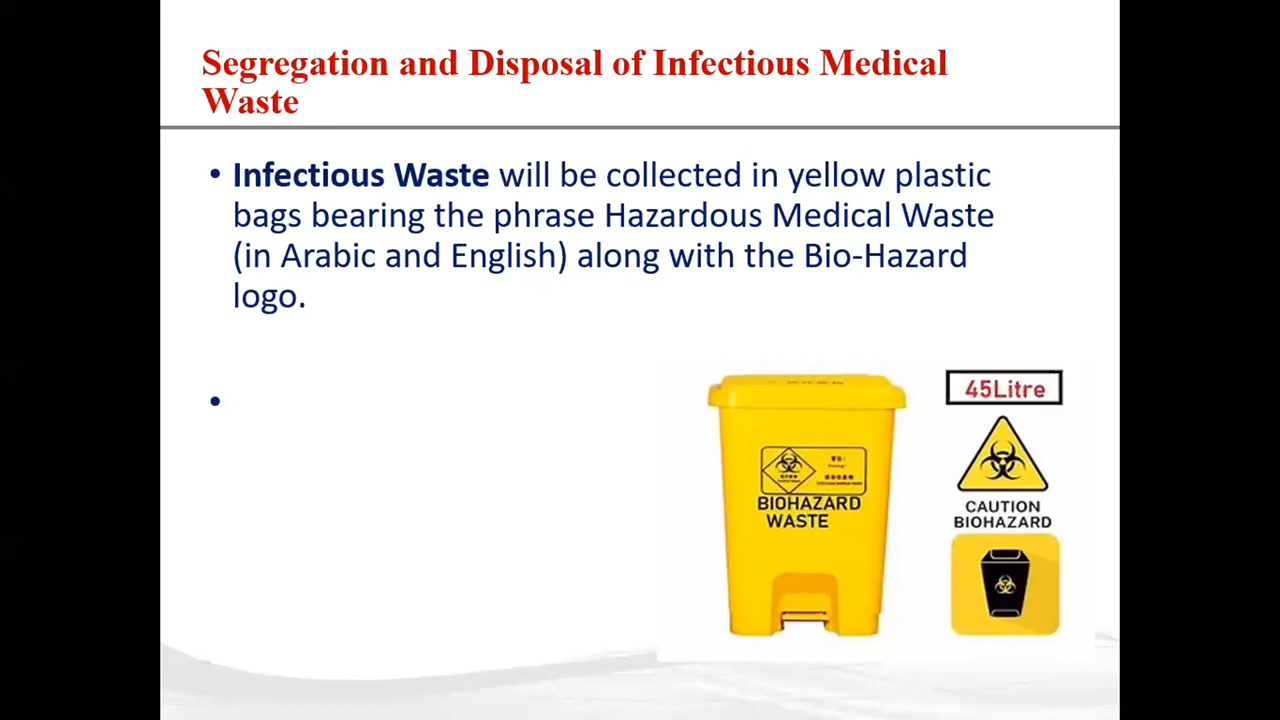 Segregation and Disposal of Infectious Medical
Waste
• Infectious Waste will be collected in yellow plastic
bags bearing the phrase Hazardous Medical Waste
(in Arabic and English) along with the Bio-Hazard
logo.
•
45Litre
BIOHAZARD
WASTE
CAUTION
BIOHAZARD